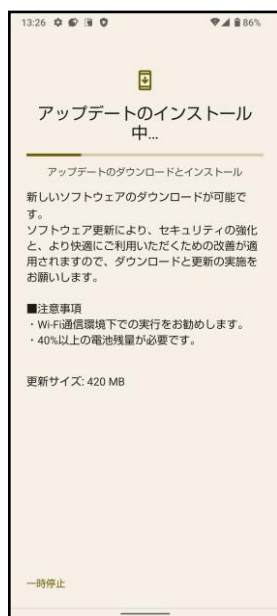 13:26 86%
アップデートのインストール
中...
アップデートのダウンロードとインストール
新しいソフトウェアのダウンロードが可能で
す。
ソフトウェア更新により、セキュリティの強化
と、より快適にご利用いただくための改善が適
用されますので、ダウンロードと更新の実施を
お願いします。
■注意事項
・Wi-Fi通信環境下での実行をお勧めします。
・40%以上の電池残量が必要です。
更新サイズ: 420 MB
一時停止